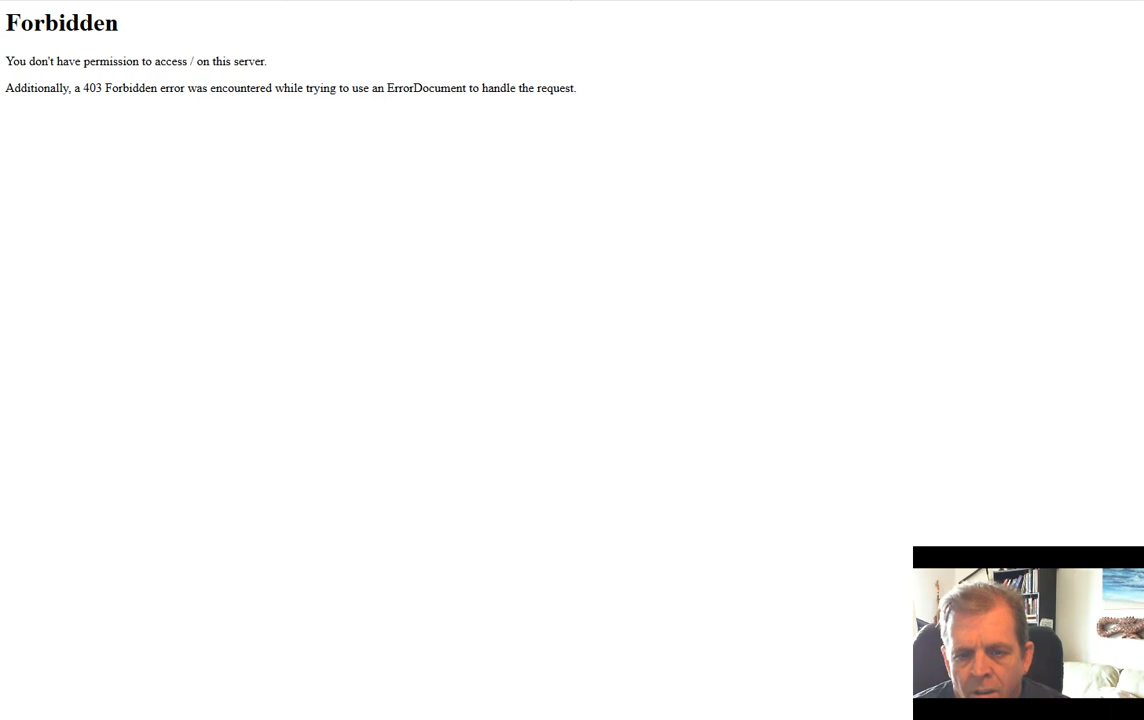 Forbidden
You don't have permission to access / on this server.
Additionally, a 403 Forbidden error was encountered while trying to use an ErrorDocument to handle the request.